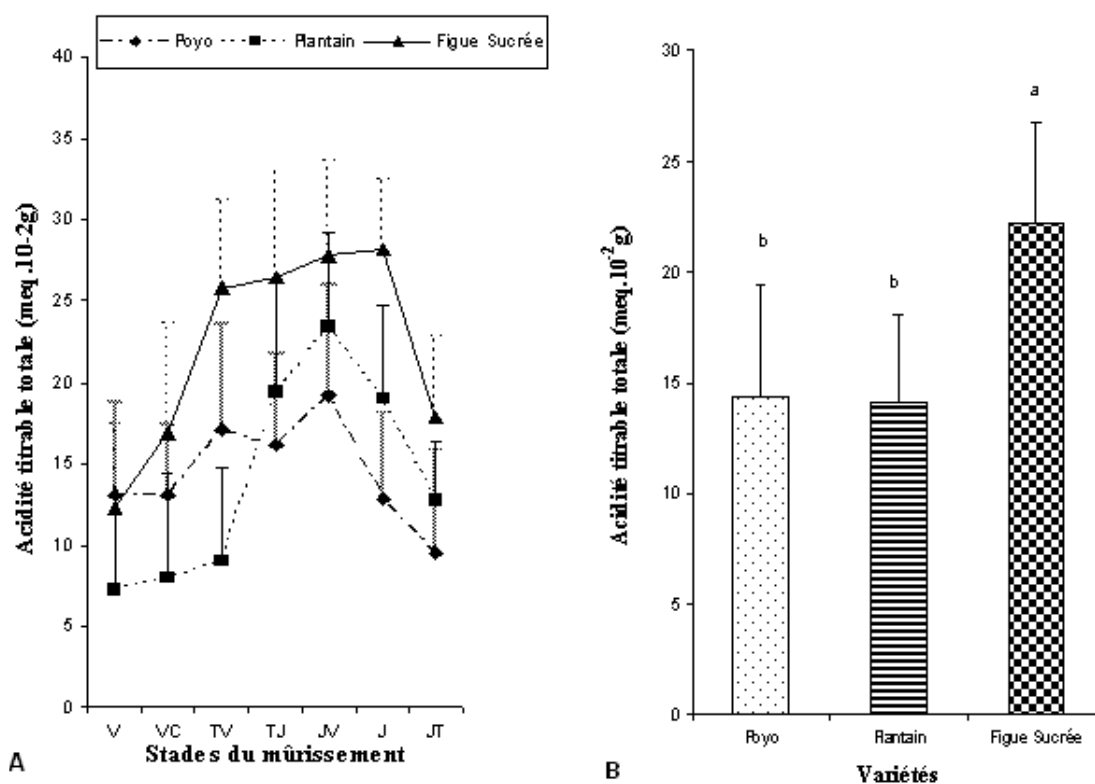 Poyo Plantain Figue Sucrée
40
35
30
25
20
15
10
5
0
Acidité titrable totale (meq.10-2g)
V VC TV TJ JV J JT
Stades du mûrissement
A
30
25
20
15
10
5
0
Acidité titrable totale (meq.10-2 g)
b
b
a
Poyo Plantain Figue Sucrée
Variétés
B